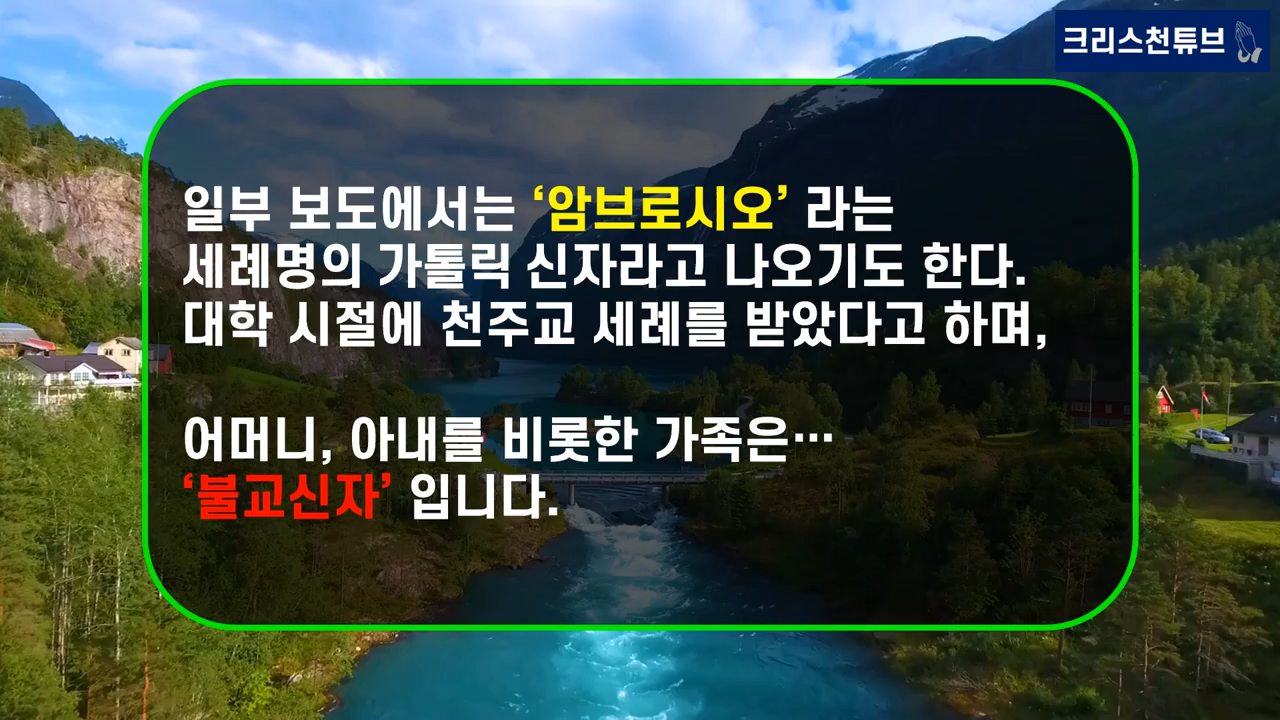 크리스천튜브
일부 보도에서는 ‘암브로시오’ 라는
세례명의 가톨릭 신자라고 나오기도 한다.
대학 시절에 천주교 세례를 받았다고 하며,
어머니, 아내를 비롯한 가족은…
‘불교신자’ 입니다.